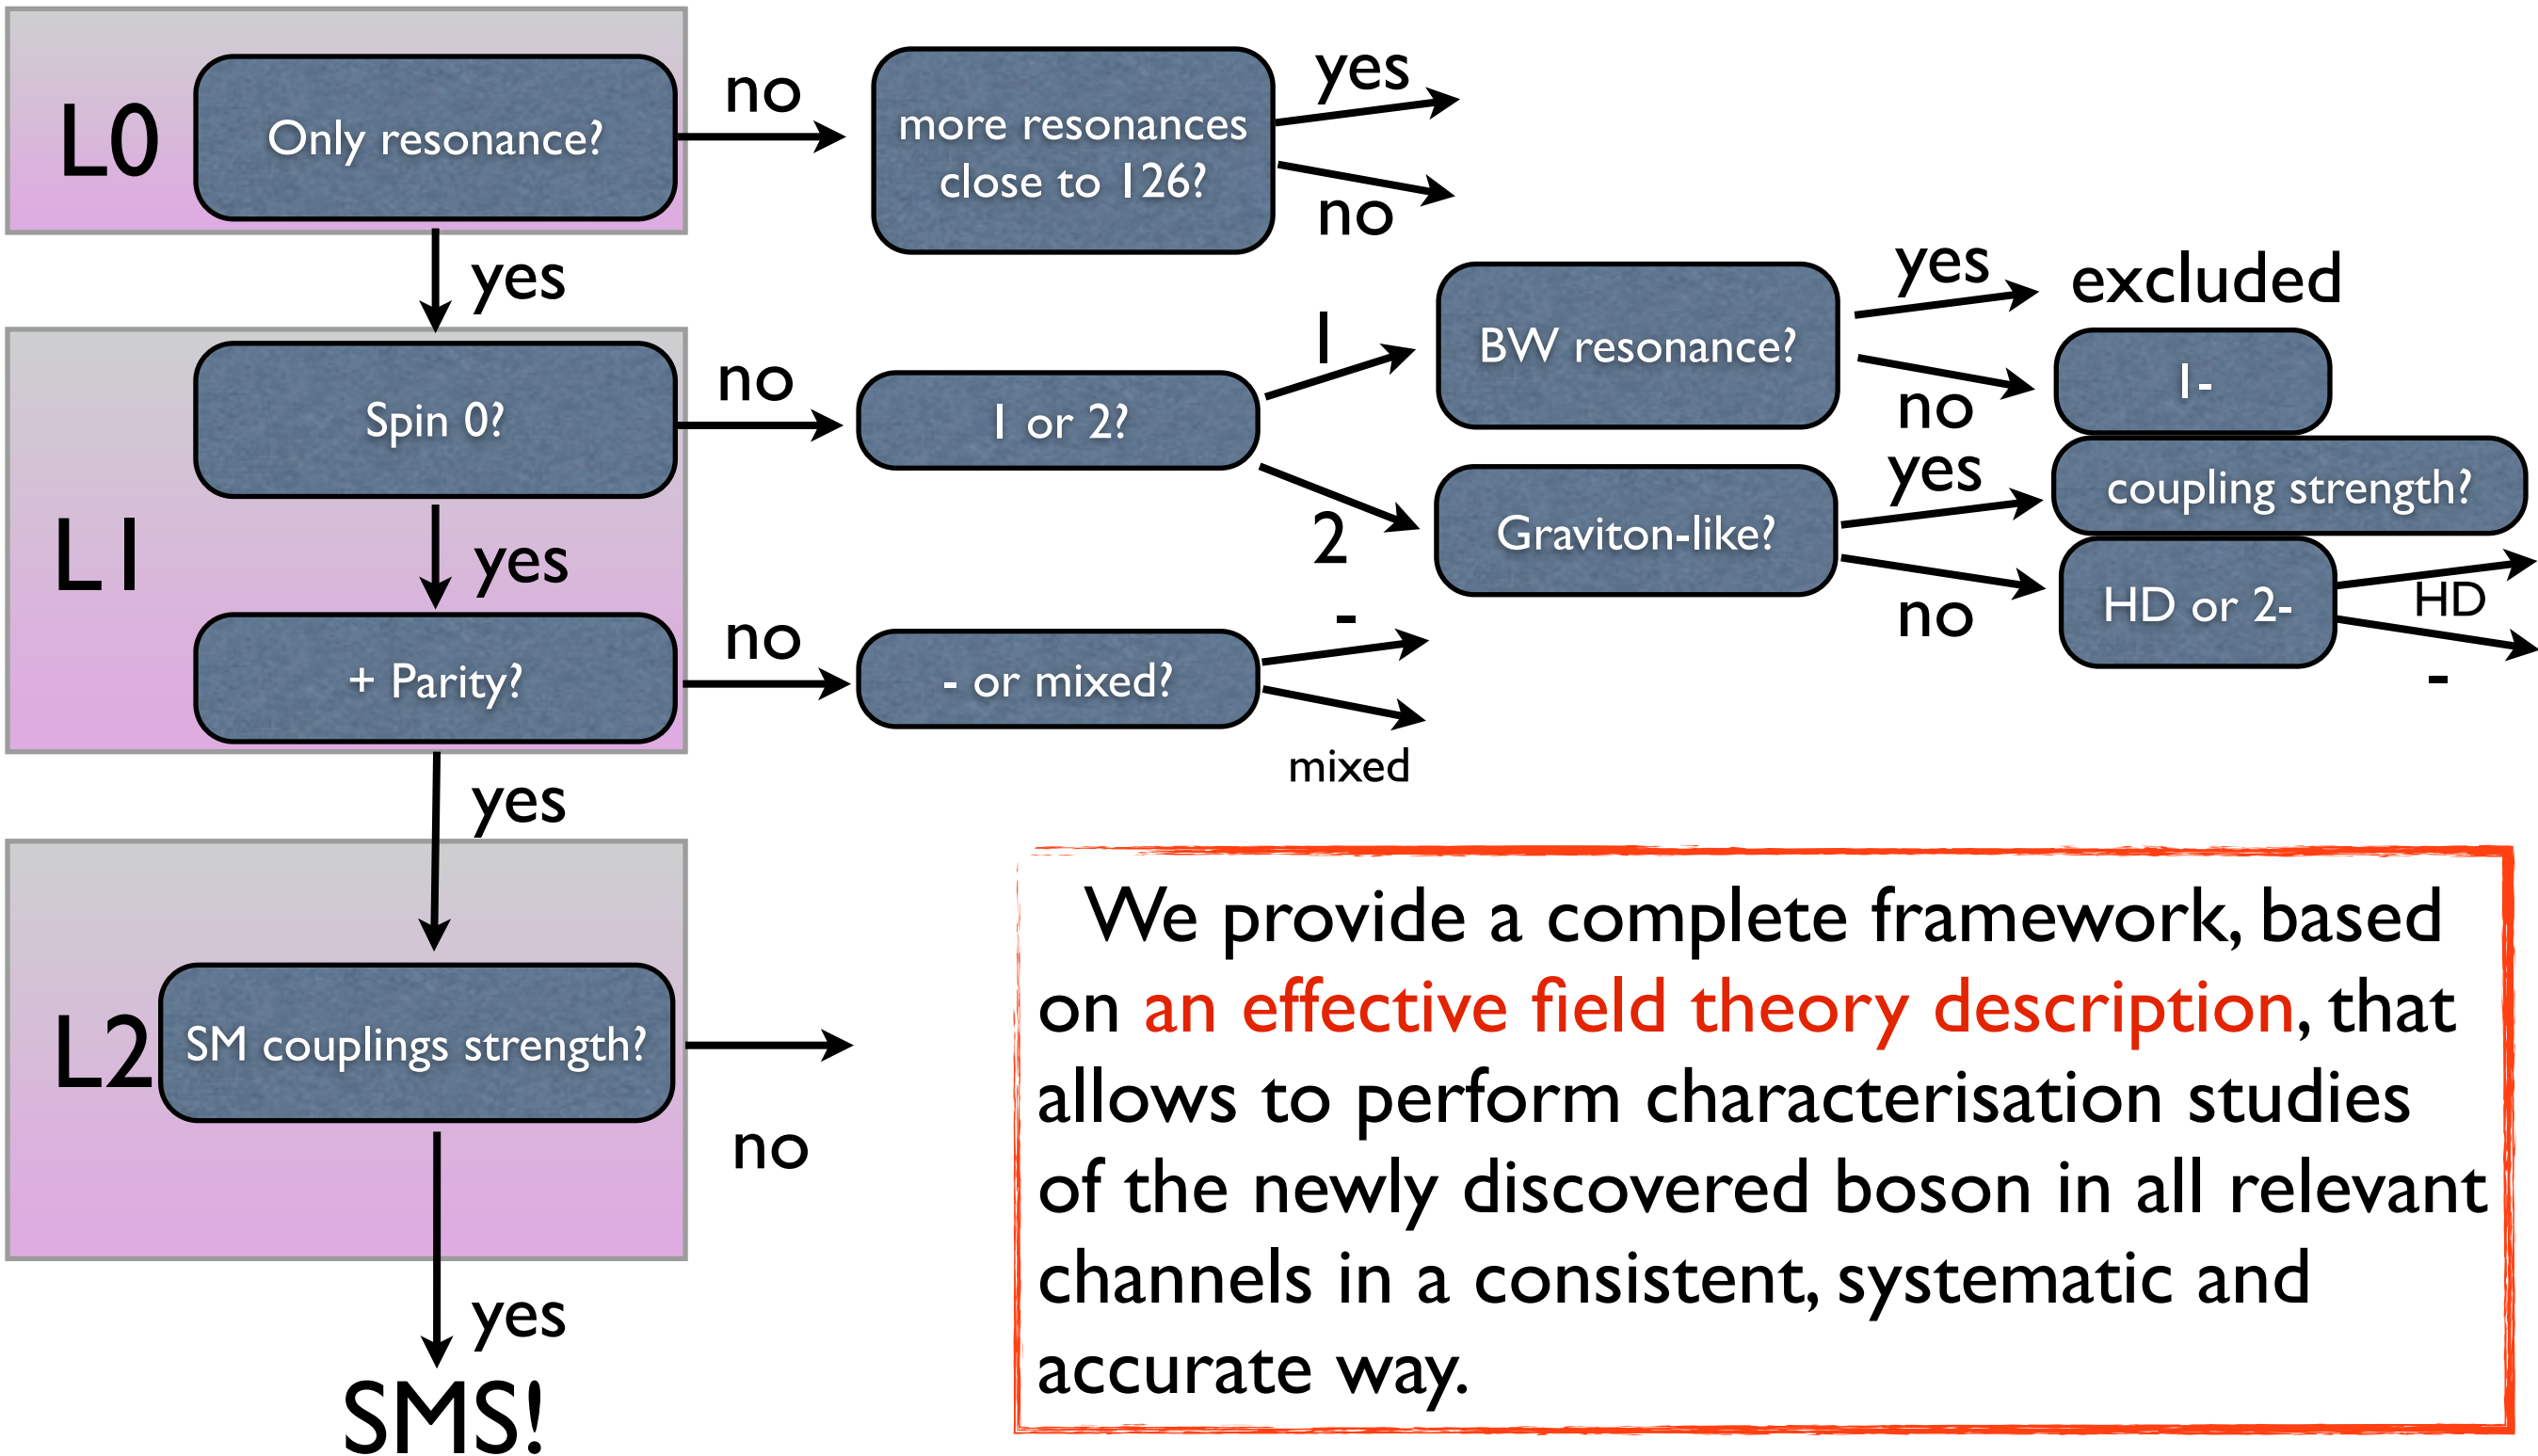 L0
Only resonance?
no
more resonances
close to 126?
yes
no
yes
L1
Spin 0?
no
1 or 2?
1
BW resonance?
yes
excluded
no
1-
2
Graviton-like?
yes
coupling strength?
no
HD or 2-
HD
-
yes
+ Parity?
no
- or mixed?
-
mixed
yes
L2
SM couplings strength?
no
yes
SMS!
We provide a complete framework, based
on an effective field theory description, that
allows to perform characterisation studies
of the newly discovered boson in all relevant
channels in a consistent, systematic and
accurate way.